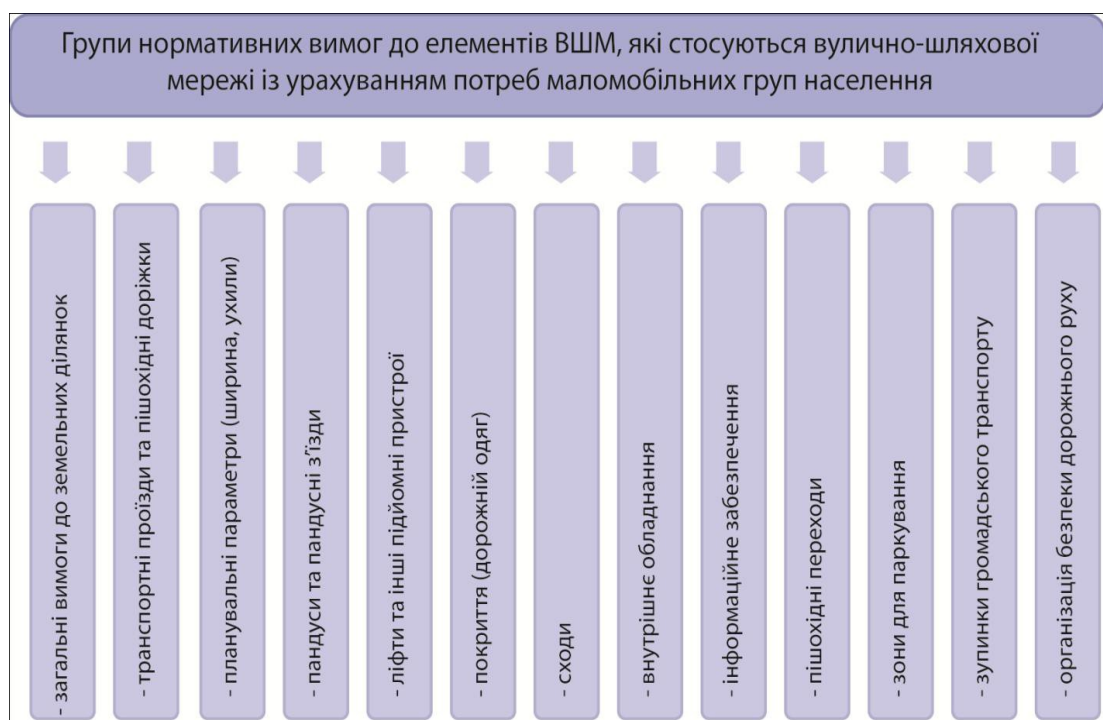 Групи нормативних вимог до елементів ВШМ, які стосуються вулично-шляхової
мережі із урахуванням потреб маломобільних груп населення
- загальні вимоги до земельних ділянок
- транспортні проїзди та пішохідні доріжки
- планувальні параметри (ширина, ухили)
- пандуси та пандусні з’їзди
- ліфти та інші підйомні пристрої
- покриття (дорожній одяг)
- сходи
- внутрішнє обладнання
- інформаційне забезпечення
- пішохідні переходи
- зони для паркування
- зупинки громадського транспорту
- організація безпеки дорожнього руху